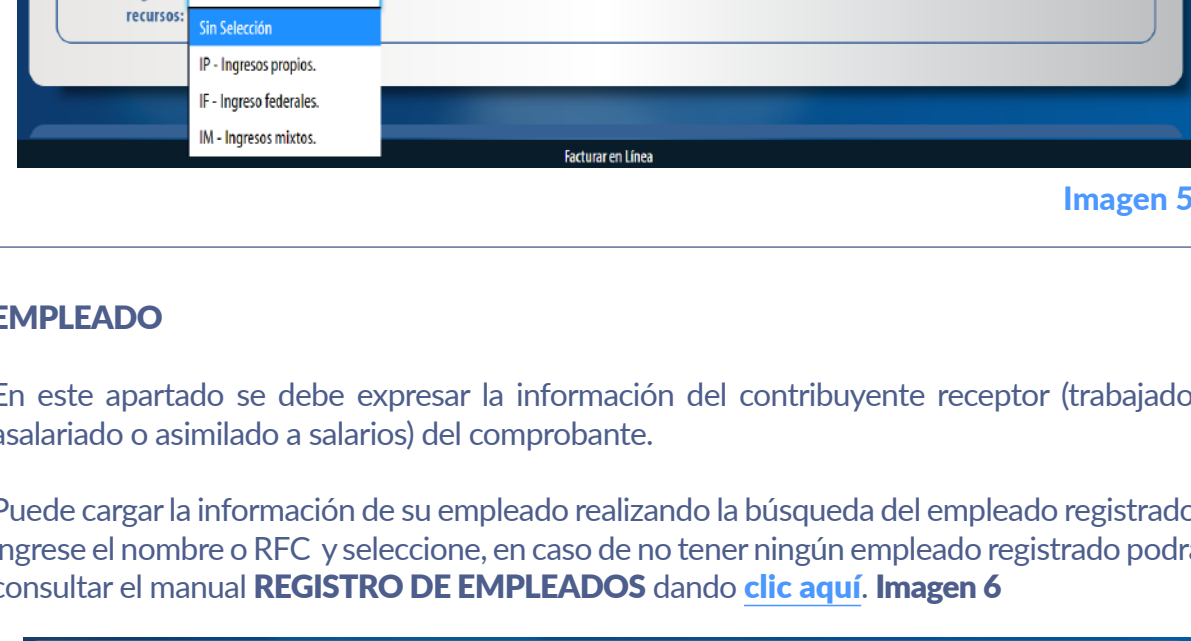 recursos:
Sin Selección
IP - Ingresos propios.
IF - Ingreso federales.
IM - Ingresos mixtos.
Facturar en Línea
Imagen 5
EMPLEADO
En este apartado se debe expresar la información del contribuyente receptor (trabajado
asalariado o asimilado a salarios) del comprobante.
Puede cargar la información de su empleado realizando la búsqueda del empleado registrado
ingrese el nombre o RFC y seleccione, en caso de no tener ningún empleado registrado podrá
consultar el manual REGISTRO DE EMPLEADOS dando clic aquí. Imagen 6